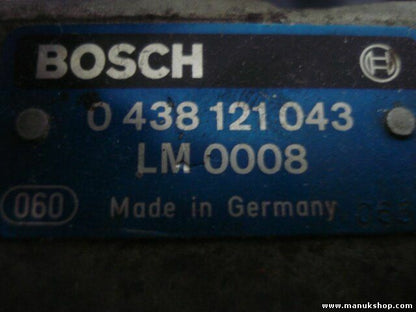 BOSCH
0 438 121 043
LM 0008
060 Made in Germany
www.manukshop.com